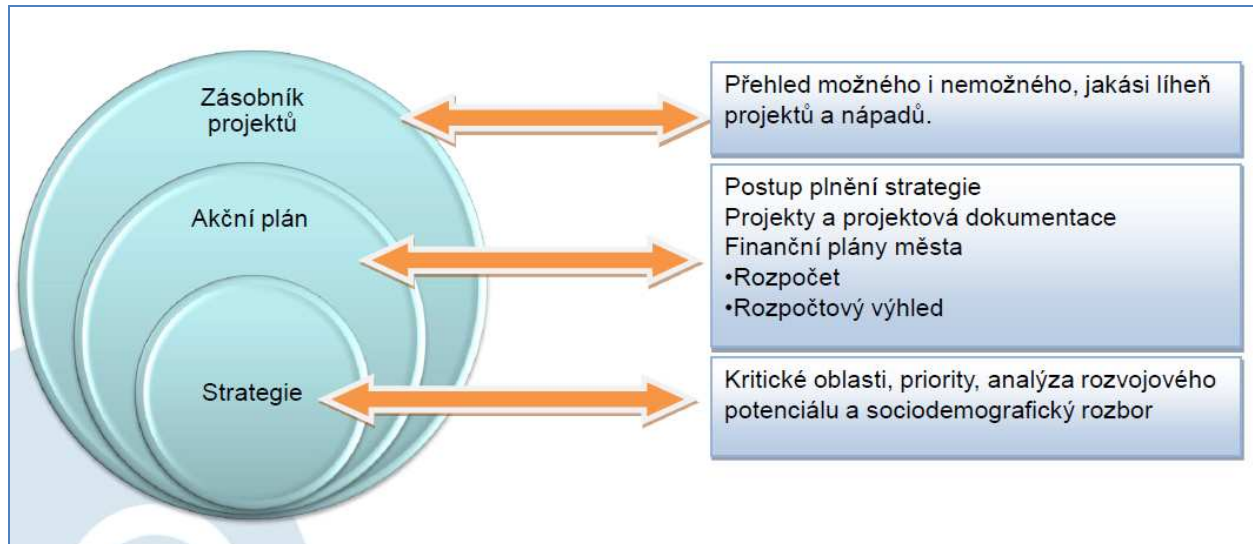 Zásobník
projektů
Přehled možného i nemožného, jakási líheň
projektů a nápadů.
Akční plán
Postup plnění strategie
Projekty a projektová dokumentace
Finanční plány města
•Rozpočet
•Rozpočtový výhled
Strategie
Kritické oblasti, priority, analýza rozvojového
potenciálu a sociodemografický rozbor